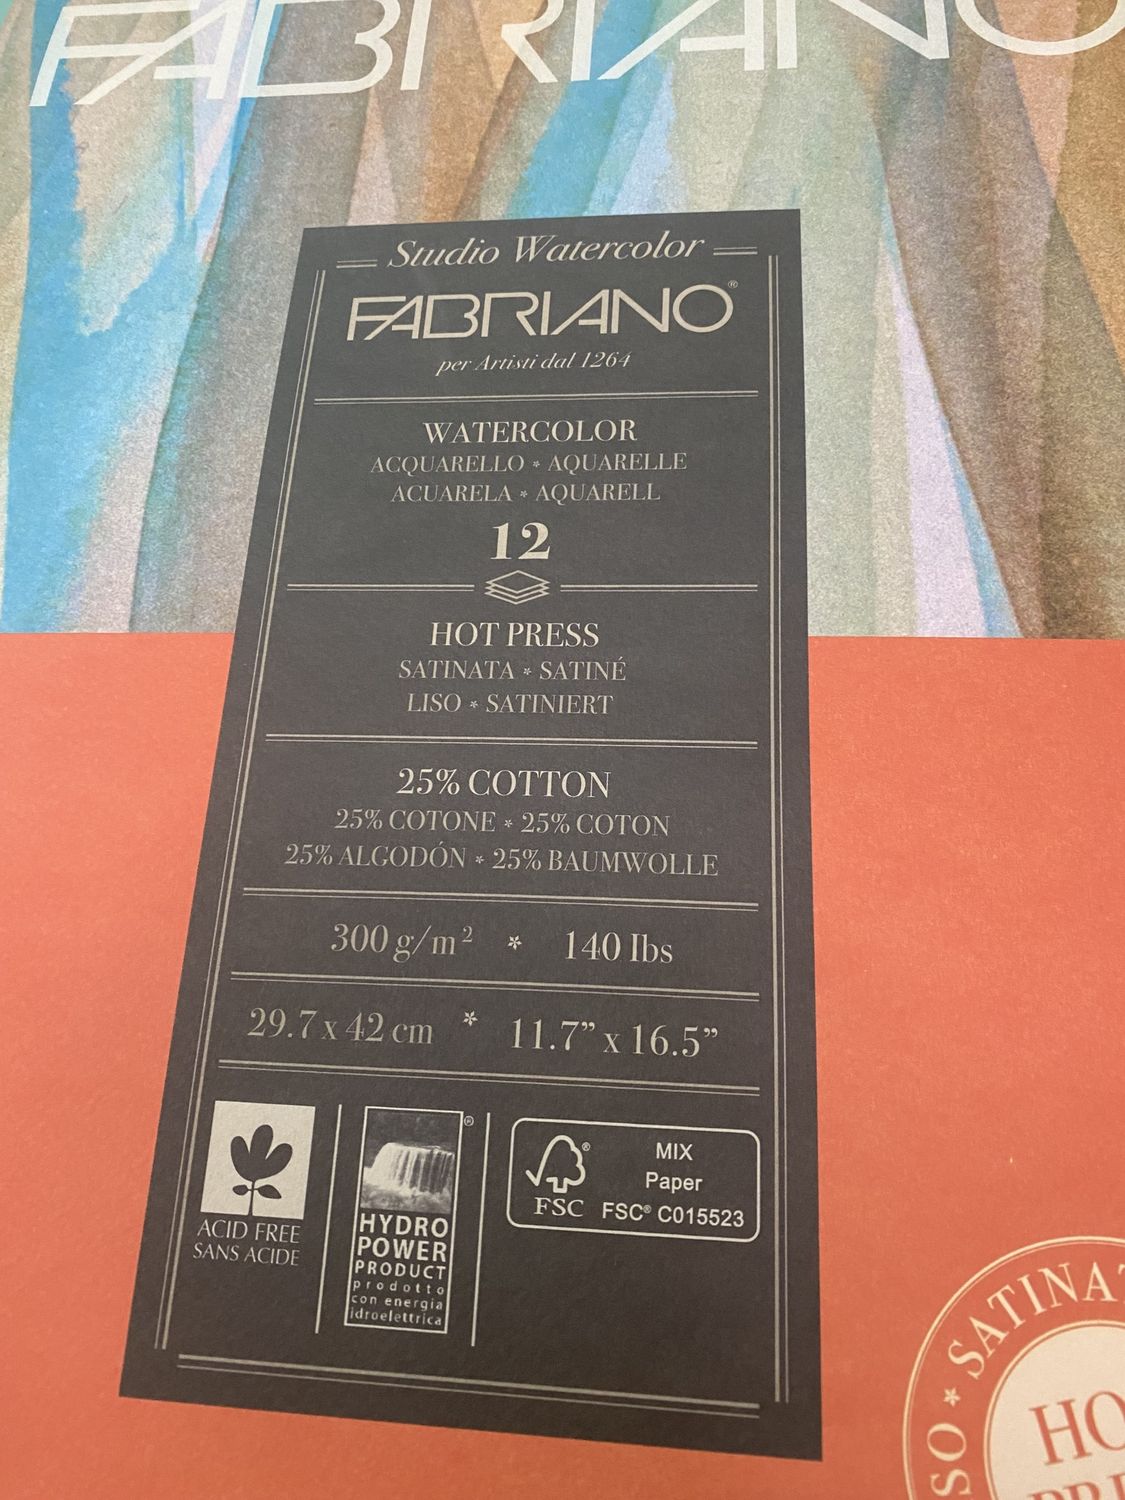 FABRIANO
Studio Watercolor
FABRIANO®
per Artisti dal 1264
WATERCOLOR
ACQUARELLO * AQUARELLE
ACUARELA * AQUARELL
12
HOT PRESS
SATINATA * SATINÉ
LISO * SATINIERT
25% COTTON
25% COTONE * 25% COTON
25% ALGODÓN * 25% BAUMWOLLE
300 g/m² * 140 lbs
29.7 x 42 cm * 11.7” x 16.5”
ACID FREE
SANS ACIDE
®
HYDRO
POWER
PRODUCT
prodotto
con energia
idroelettrica
®
FSC
MIX
Paper
FSC® C015523
* SATINA
SO
HO